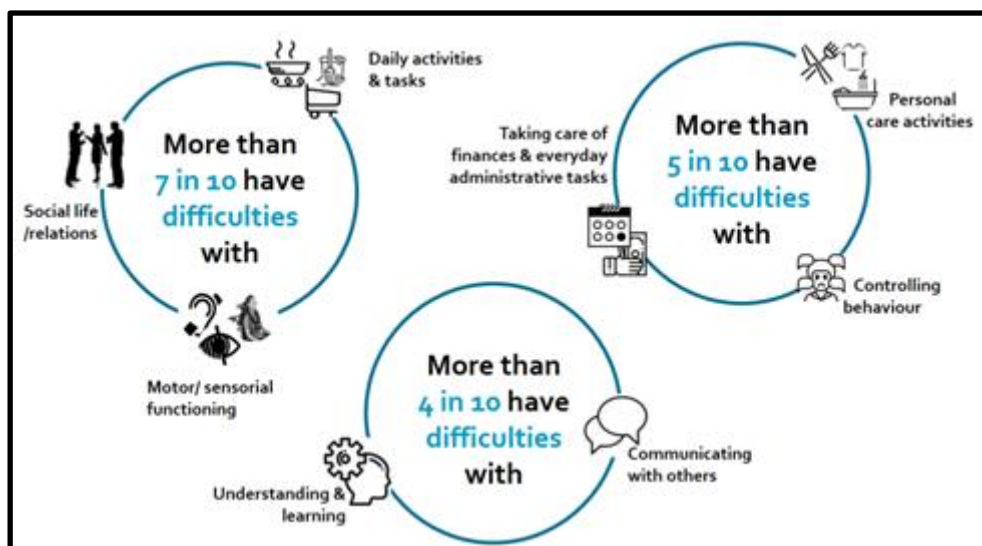 Daily activities
& tasks
More than
7 in 10 have
difficulties
with
Social life
/relations
Motor/ sensorial
functioning
Personal
care activities
Taking care of
finances & everyday
administrative tasks
More than
5 in 10 have
difficulties
with
Controlling
behaviour
More than
4 in 10 have
difficulties
with
Communicating
with others
Understanding &
learning